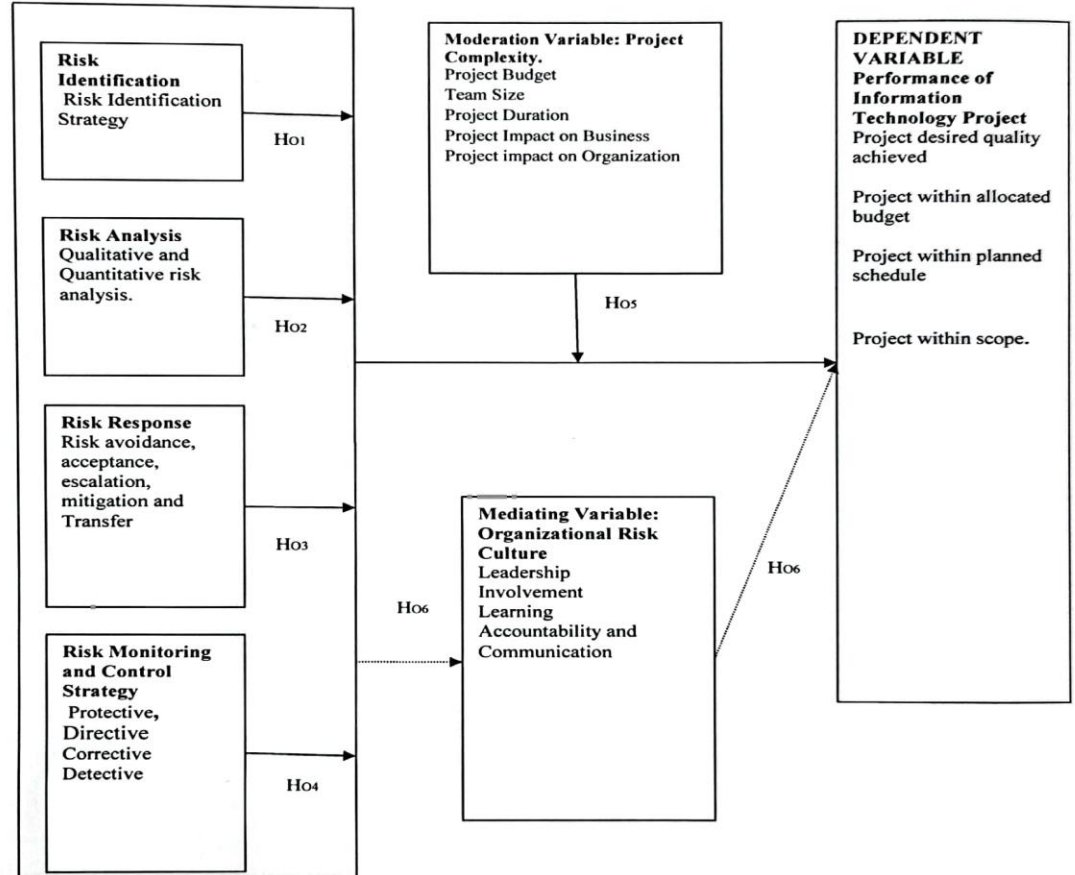 Risk
Identification
Risk Identification
Strategy
Ho1
Risk Analysis
Qualitative and
Quantitative risk
analysis.
Ho2
Risk Response
Risk avoidance,
acceptance,
escalation,
mitigation and
Transfer
Ho3
Risk Monitoring
and Control
Strategy
Protective,
Directive
Corrective
Detective
Ho4
Moderation Variable: Project
Complexity.
Project Budget
Team Size
Project Duration
Project Impact on Business
Project impact on Organization
Ho5
Ho6
Mediating Variable:
Organizational Risk
Culture
Leadership
Involvement
Learning
Accountability and
Communication
Ho6
DEPENDENT
VARIABLE
Performance of
Information
Technology Project
Project desired quality
achieved
Project within allocated
budget
Project within planned
schedule
Project within scope.